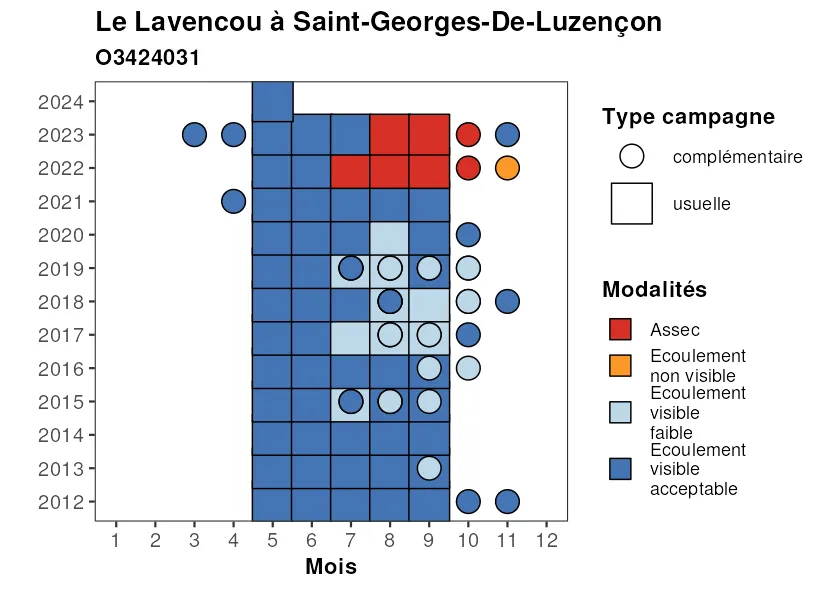 Le Lavencou à Saint-Georges-De-Luzençon
O3424031
2024
2023
2022
2021
2020
2019
2018
2017
2016
2015
2014
2013
2012
1 2 3 4 5 6 7 8 9 10 11 12
Mois
Type campagne
complémentaire
usuelle
Modalités
Assec
Ecoulement
non visible
Ecoulement
visible
faible
Ecoulement
visible
acceptable